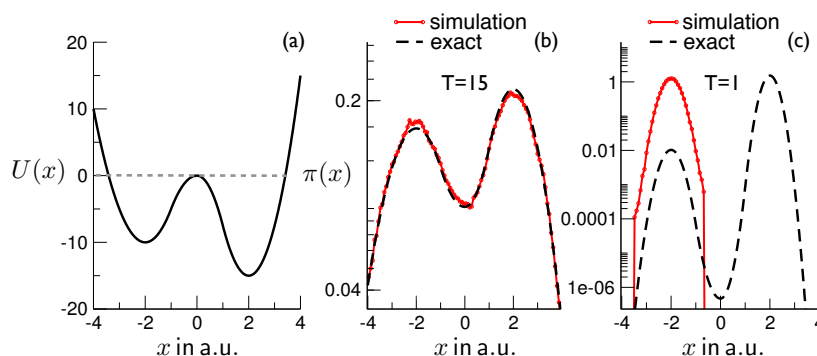 simulation
exact
simulation
exact
(a)
(b)
(c)
T=15
T=1
U(x)
20
10
0
-10
-20
-4
-2
0
2
4
x in a.u.
π(x)
0.2
0.04
-4
-2
0
2
x in a.u.
1
0.01
0.0001
1e-06
-4
-2
0
2
4
x in a.u.